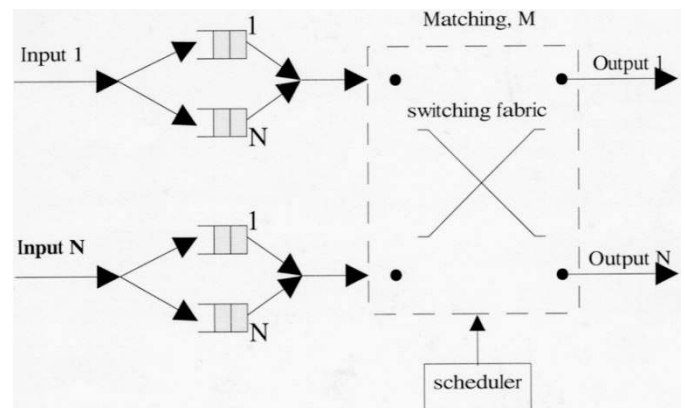 Matching, M
Input 1
1
N
Output 1
switching fabric
Input N
1
N
Output N
scheduler